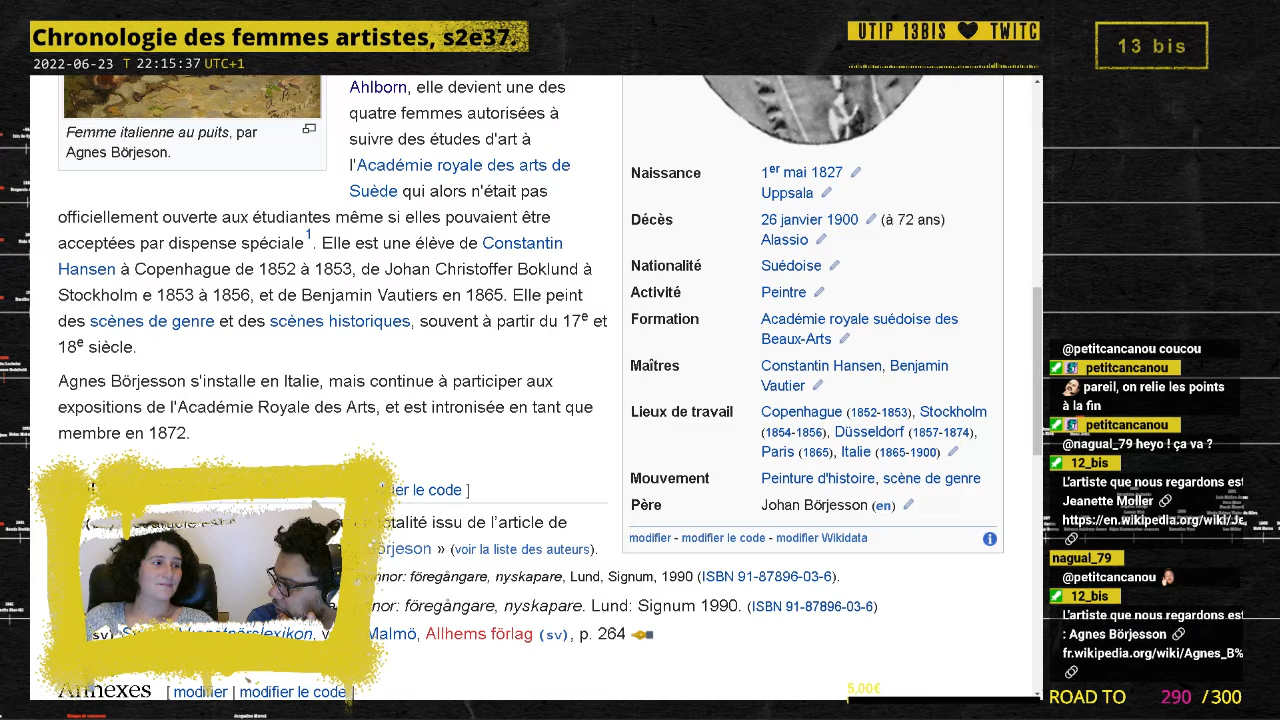 Chronologie des femmes artistes, s2e37.
2022-06-23 T 22:15:37 UTC+1
UTIP 13BIS ♥ TWITC
13 bis
Femme italienne au puits, par
Agnes Börjeson.
Ahlborn, elle devient une des
quatre femmes autorisées à
suivre des études d'art à
l'Académie royale des arts de
Suède qui alors n'était pas
officiellement ouverte aux étudiantes même si elles pouvaient être
acceptées par dispense spéciale1. Elle est une élève de Constantin
Hansen à Copenhague de 1852 à 1853, de Johan Christoffer Boklund à
Stockholm e 1853 à 1856, et de Benjamin Vautiers en 1865. Elle peint
des scènes de genre et des scènes historiques, souvent à partir du 17e et
18e siècle.
Agnes Börjesson s'installe en Italie, mais continue à participer aux
expositions de l'Académie Royale des Arts, et est intronisée en tant que
membre en 1872.
ier le code ]
totalité issu de l'article de
Börjeson » (voir la liste des auteurs).
nnor: föregångare, nyskapare, Lund, Signum, 1990 (ISBN 91-87896-03-6).
nor: föregångare, nyskapare. Lund: Signum 1990. (ISBN 91-87896-03-6)
Malmö, Allhems förlag (sv), p. 264
Annexes [ modifier | modifier le code ]
Naissance 1er mai 1827
Uppsala
Décès 26 janvier 1900 (à 72 ans)
Alassio
Nationalité Suédoise
Activité Peintre
Formation Académie royale suédoise des
Beaux-Arts
Maîtres Constantin Hansen, Benjamin
Vautier
Lieux de travail Copenhague (1852-1853), Stockholm
(1854-1856), Düsseldorf (1857-1874),
Paris (1865), Italie (1865-1900)
Mouvement Peinture d'histoire, scène de genre
Père Johan Börjesson (en)
modifier - modifier le code - modifier Wikidata
@petitcancanou coucou
petitcancanou
pareil, on relie les points
à la fin
petitcancanou
@nagual_79 heyo ! ça va ?
12_bis
L'artiste que nous regardons est
Jeanette Möller
https://en.wikipedia.org/wiki/Je
nagual_79
@petitcancanou
12_bis
L'artiste que nous regardons est
: Agnes Börjesson
fr.wikipedia.org/wiki/Agnes_B%
5,00€
ROAD TO 290 /300